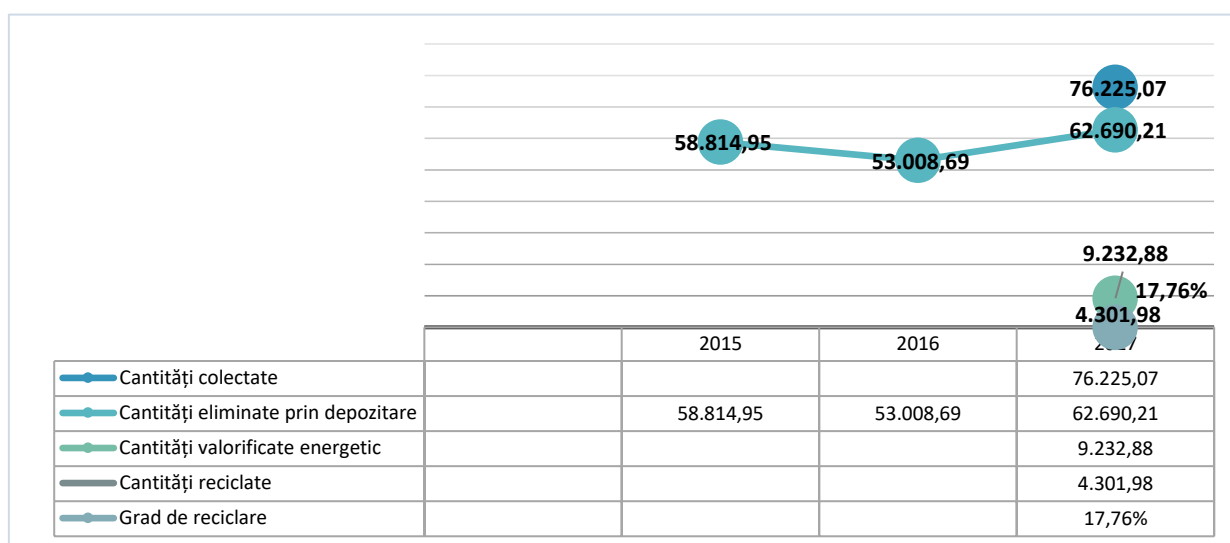 76.225,07
62.690,21
58.814,95
53.008,69
9.232,88
17,76%
4.301,98
2015 2016 2017
Cantități colectate 76.225,07
Cantități eliminate prin depozitare 58.814,95 53.008,69 62.690,21
Cantități valorificate energetic 9.232,88
Cantități reciclate 4.301,98
Grad de reciclare 17,76%